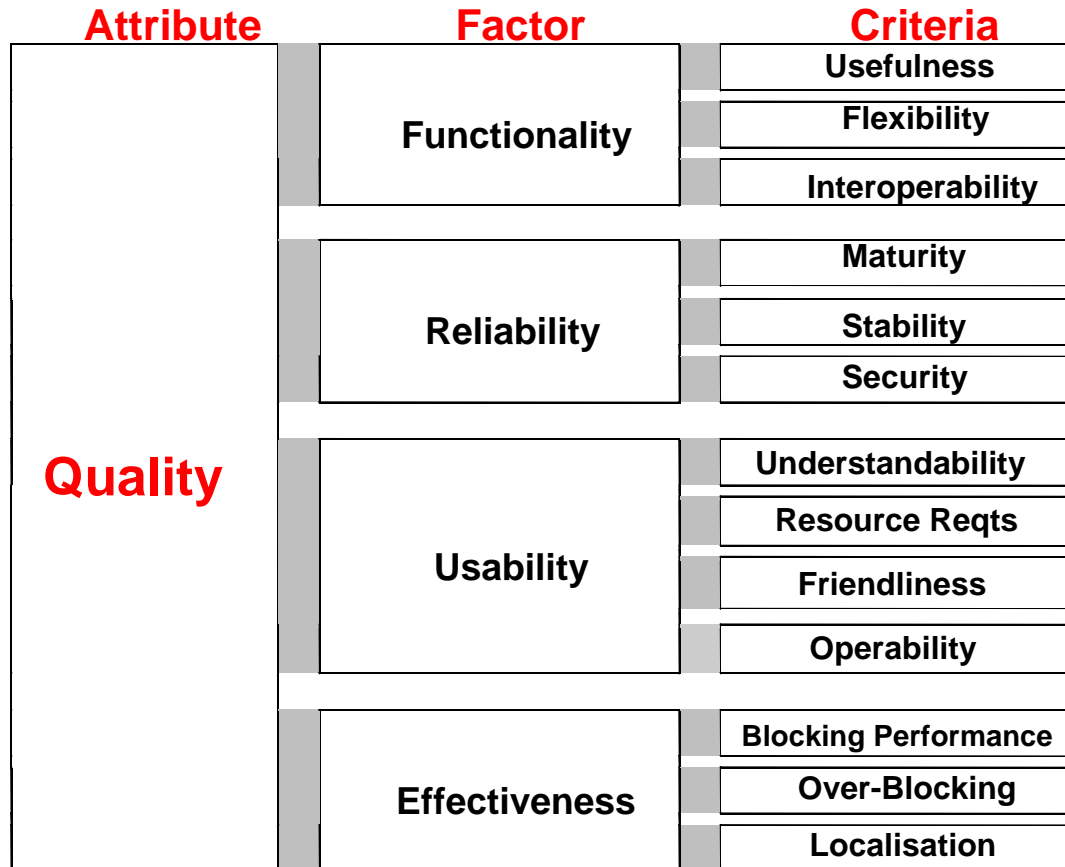 Attribute Factor Criteria
Usefulness
Flexibility
Functionality
Interoperability
Maturity
Reliability
Stability
Security
Quality
Understandability
Resource Reqts
Usability
Friendliness
Operability
Blocking Performance
Effectiveness
Over-Blocking
Localisation